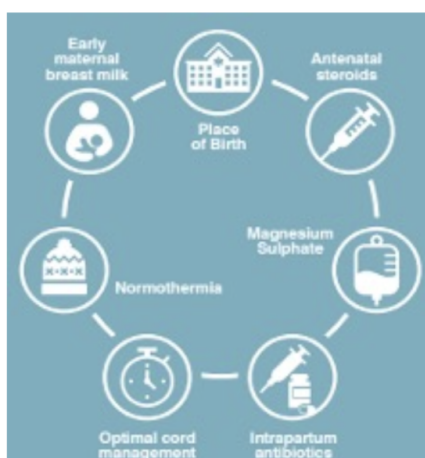 Early
maternal
breast milk
Place
of Birth
Antenatal
steroids
Magnesium
Sulphate
Normothermia
Optimal cord
management
Intrapartum
antibiotics